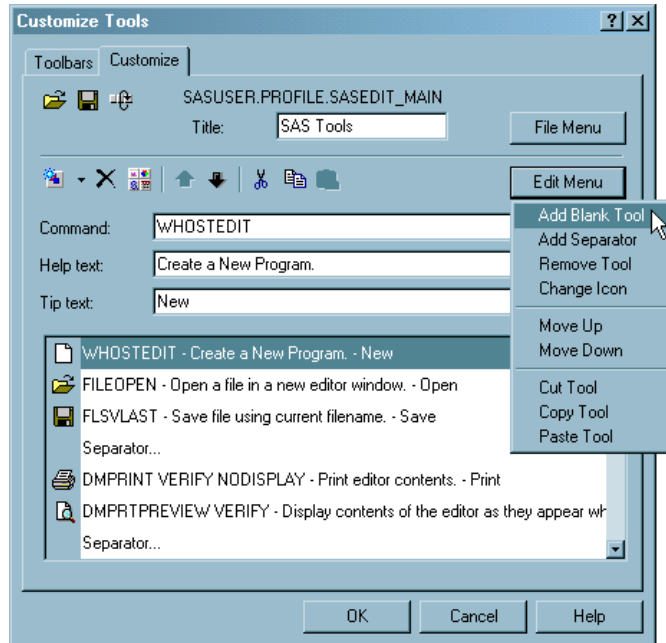 Customize Tools
Toolbars
Customize
SASUSER.PROFILE.SASEDIT_MAIN
Title:
SAS Tools
File Menu
Edit Menu
Command:
WHOSTEDIT
Help text:
Create a New Program.
Tip text:
New
Add Blank Tool
Add Separator
Remove Tool
Change Icon
Move Up
Move Down
Cut Tool
Copy Tool
Paste Tool
WHOSTEDIT - Create a New Program. - New
FILEOPEN - Open a file in a new editor window. - Open
FLSVLAST - Save file using current filename. - Save
Separator...
DMPRINT VERIFY NODISPLAY - Print editor contents. - Print
DMPRTPREVIEW VERIFY - Display contents of the editor as they appear wh
Separator...
OK
Cancel
Help